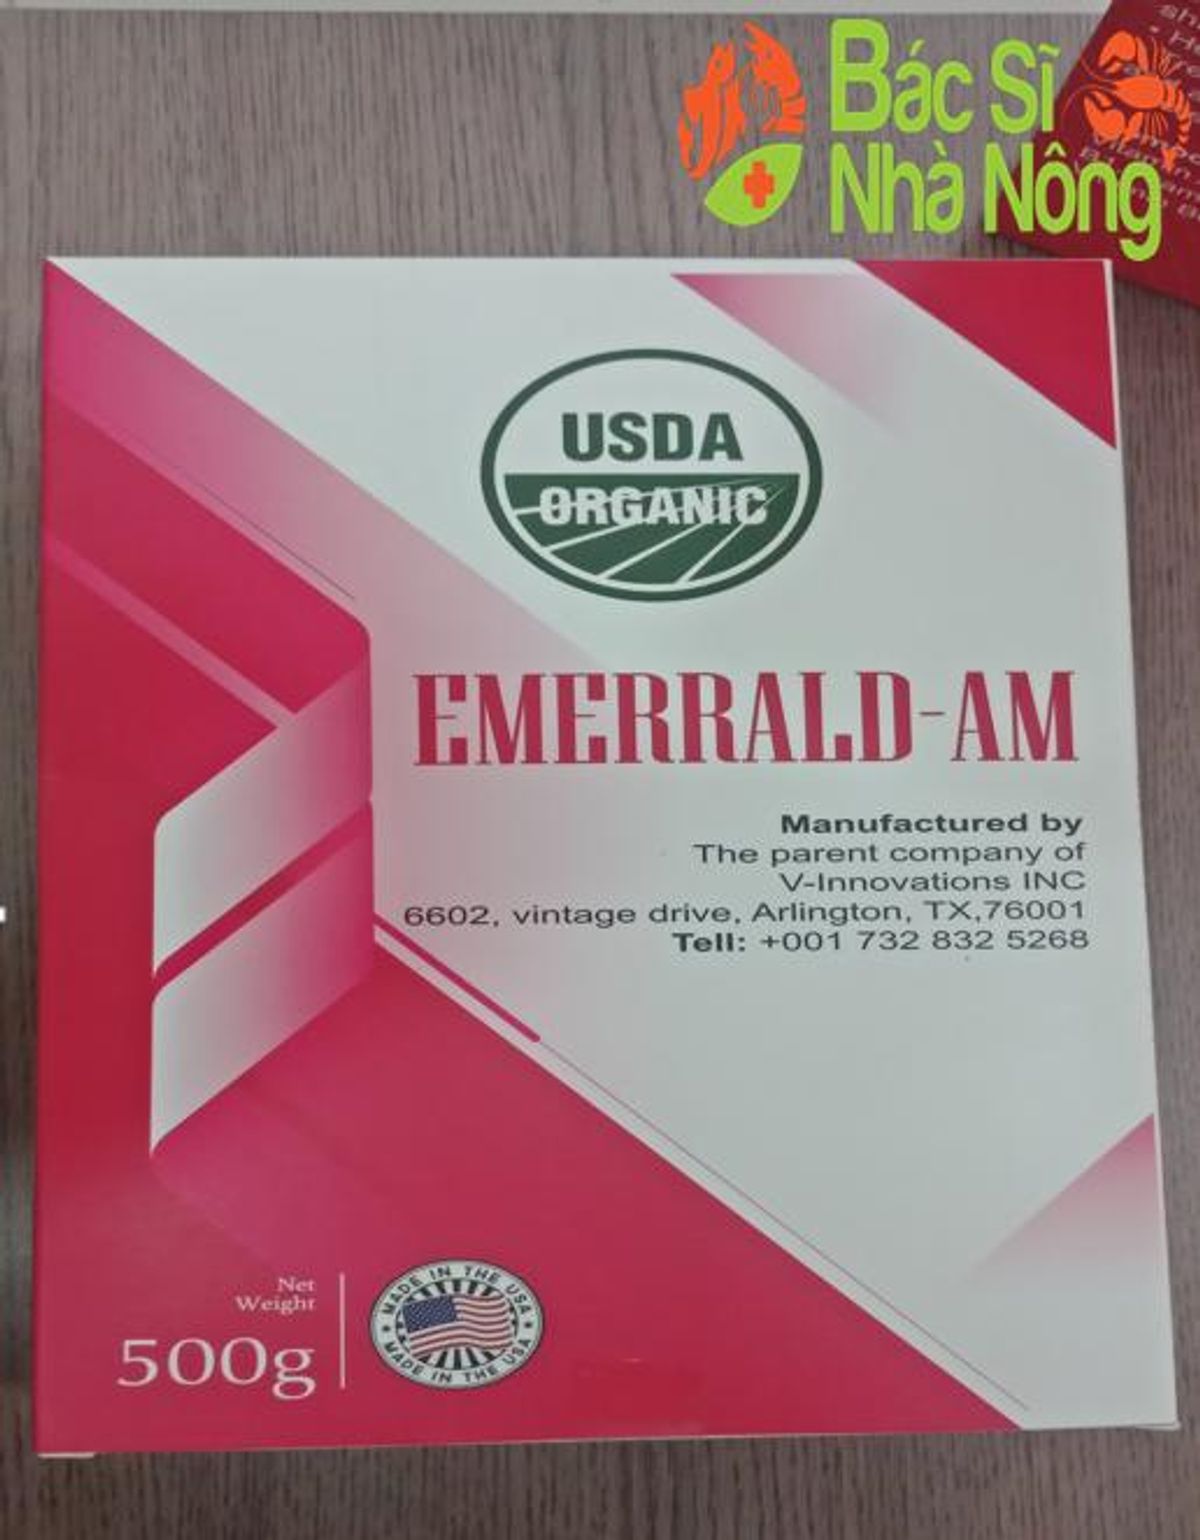 Bác Sĩ
Nhà Nông
USDA
ORGANIC
EMERRALD-AM
Manufactured by
The parent company of
V-Innovations INC
6602, vintage drive, Arlington, TX,76001
Tell: +001 732 832 5268
Net
Weight
500g
MADE IN THE USA
MADE IN THE USA